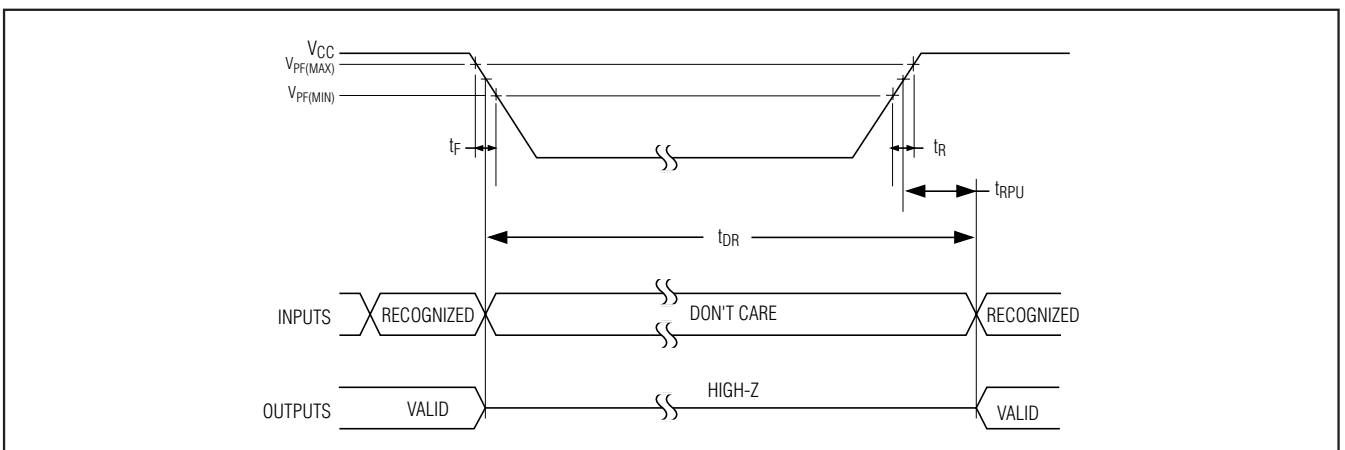 VCC
VPF(MAX)
VPF(MIN)
tF
tR
tRPU
tDR
INPUTS RECOGNIZED DON'T CARE RECOGNIZED
OUTPUTS VALID HIGH-Z VALID